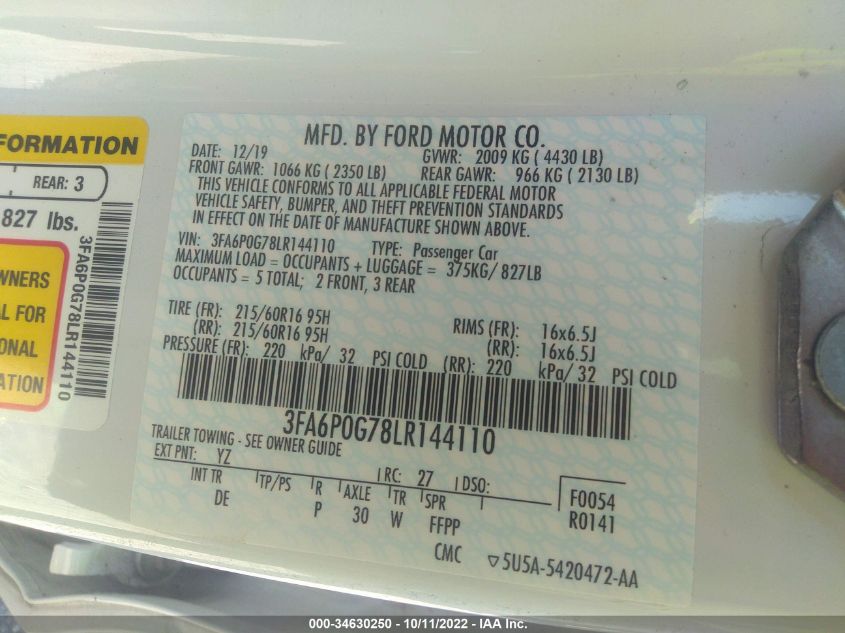 FORMATION
REAR: 3
827 lbs.
WNERS
AL FOR
ONAL
ATION
3FA6P0G78LR144110
MFD. BY FORD MOTOR CO.
DATE: 12/19 GVWR: 2009 KG ( 4430 LB)
FRONT GAWR: 1066 KG ( 2350 LB) REAR GAWR: 966 KG ( 2130 LB)
THIS VEHICLE CONFORMS TO ALL APPLICABLE FEDERAL MOTOR
VEHICLE SAFETY, BUMPER, AND THEFT PREVENTION STANDARDS
IN EFFECT ON THE DATE OF MANUFACTURE SHOWN ABOVE.
VIN: 3FA6P0G78LR144110 TYPE: Passenger Car
MAXIMUM LOAD = OCCUPANTS + LUGGAGE = 375KG/ 827LB
OCCUPANTS = 5 TOTAL; 2 FRONT, 3 REAR
TIRE (FR): 215/60R16 95H RIMS (FR): 16x6.5J
(RR): 215/60R16 95H (RR): 16x6.5J
PRESSURE (FR): 220 kPa/ 32 PSI COLD (RR): 220 kPa/ 32 PSI COLD
3FA6P0G78LR144110
TRAILER TOWING - SEE OWNER GUIDE
EXT PNT: YZ RC: 27 DSO:
INT TR TP/PS R AXLE TR SPR F0054
DE P 30 W FFPP R0141
CMC ▽5U5A-5420472-AA
000-34630250 - 10/11/2022 - IAA Inc.